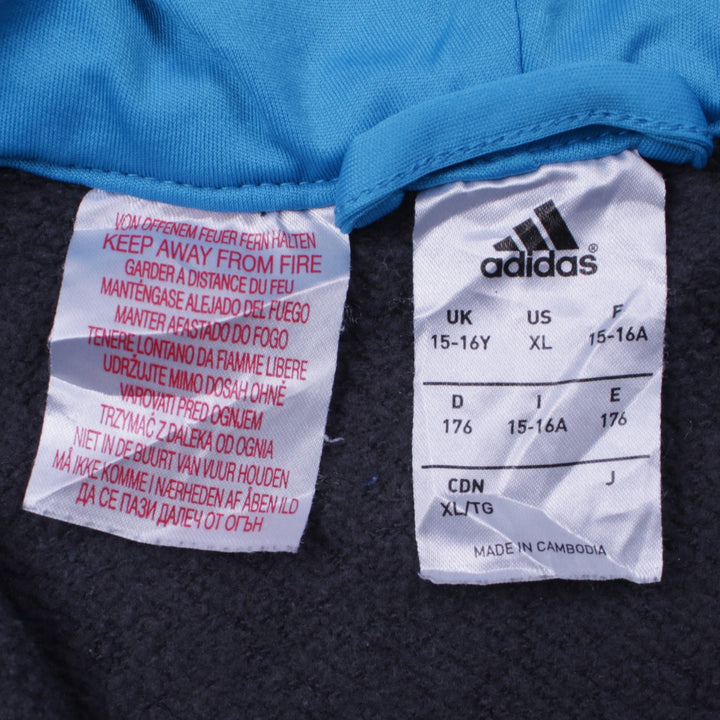 VON OFFENEM FEUER FERN HALTEN
KEEP AWAY FROM FIRE
GARDER A DISTANCE DU FEU
MANTÉNGASE ALEJADO DEL FUEGO
MANTER AFASTADO DO FOGO
TENERE LONTANO DA FIAMME LIBERE
UDRŽUJTE MIMO DOSAH OHNĚ
VAROVATI PRED OGNJEM
TRZYMAĆ Z DALEKA OD OGNIA
NIET IN DE BUURT VAN VUUR HOUDEN
MÅ IKKE KOMME I NÆRHEDEN AF ÅBEN ILD
ДА СЕ ПАЗИ ДАЛЕЧ ОТ ОГЪН
adidas®
UK US F
15-16Y XL 15-16A
D I E
176 15-16A 176
CDN J
XL/TG
MADE IN CAMBODIA